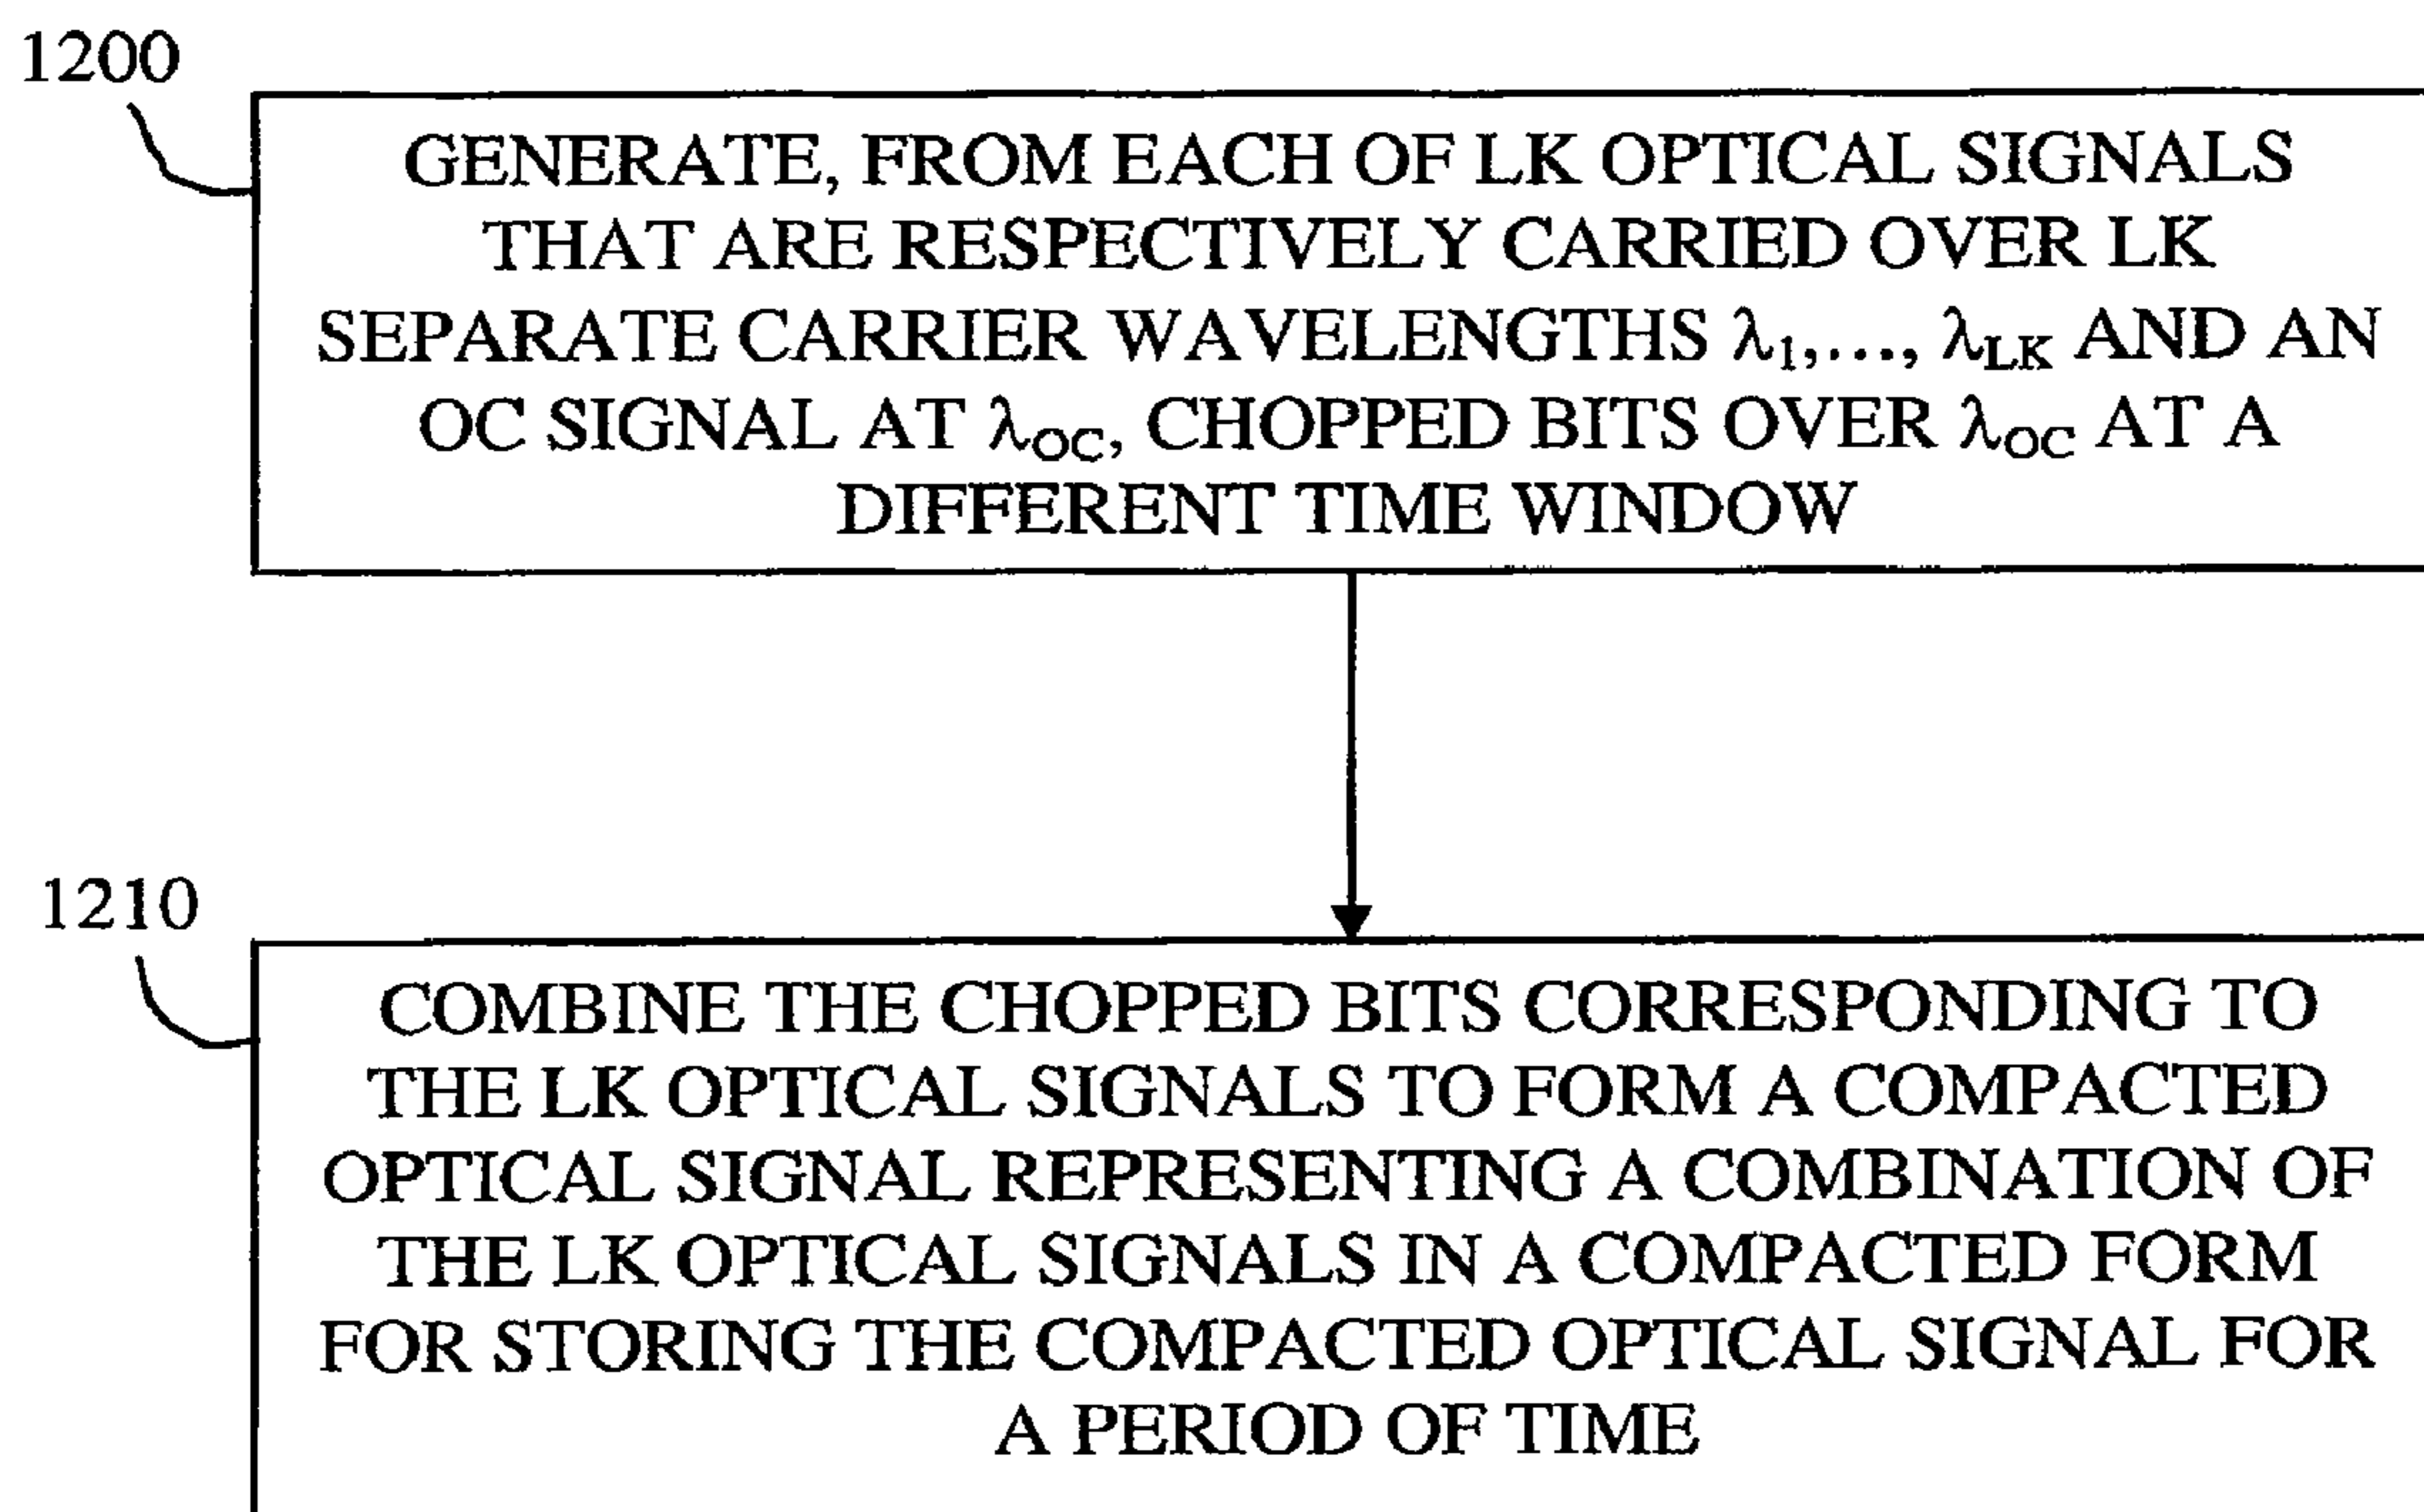 1200
GENERATE, FROM EACH OF LK OPTICAL SIGNALS
THAT ARE RESPECTIVELY CARRIED OVER LK
SEPARATE CARRIER WAVELENGTHS λ₁,..., λ_LK AND AN
OC SIGNAL AT λ_OC, CHOPPED BITS OVER λ_OC AT A
DIFFERENT TIME WINDOW
1210
COMBINE THE CHOPPED BITS CORRESPONDING TO
THE LK OPTICAL SIGNALS TO FORM A COMPACTED
OPTICAL SIGNAL REPRESENTING A COMBINATION OF
THE LK OPTICAL SIGNALS IN A COMPACTED FORM
FOR STORING THE COMPACTED OPTICAL SIGNAL FOR
A PERIOD OF TIME